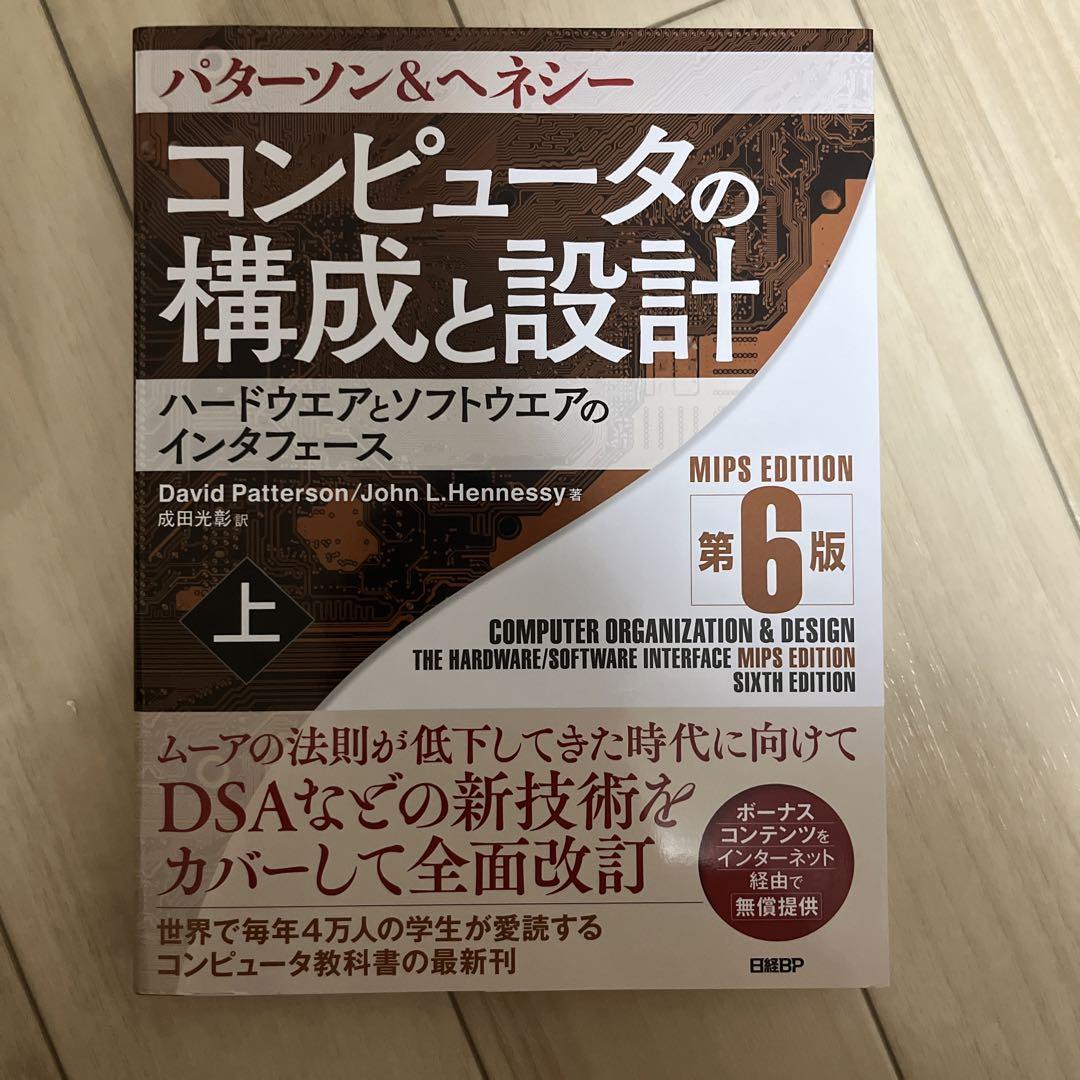 パターソン&ヘネシー
コンピュータの
構成と設計
ハードウエアとソフトウエアの
インタフェース
David Patterson/John L.Hennessy 著
成田光彰 訳
MIPS EDITION
第6版
上
COMPUTER ORGANIZATION & DESIGN
THE HARDWARE/SOFTWARE INTERFACE MIPS EDITION
SIXTH EDITION
ムーアの法則が低下してきた時代に向けて
DSAなどの新技術を
カバーして全面改訂
世界で毎年4万人の学生が愛読する
コンピュータ教科書の最新刊
ボーナス
コンテンツを
インターネット
経由で
無償提供
日経BP